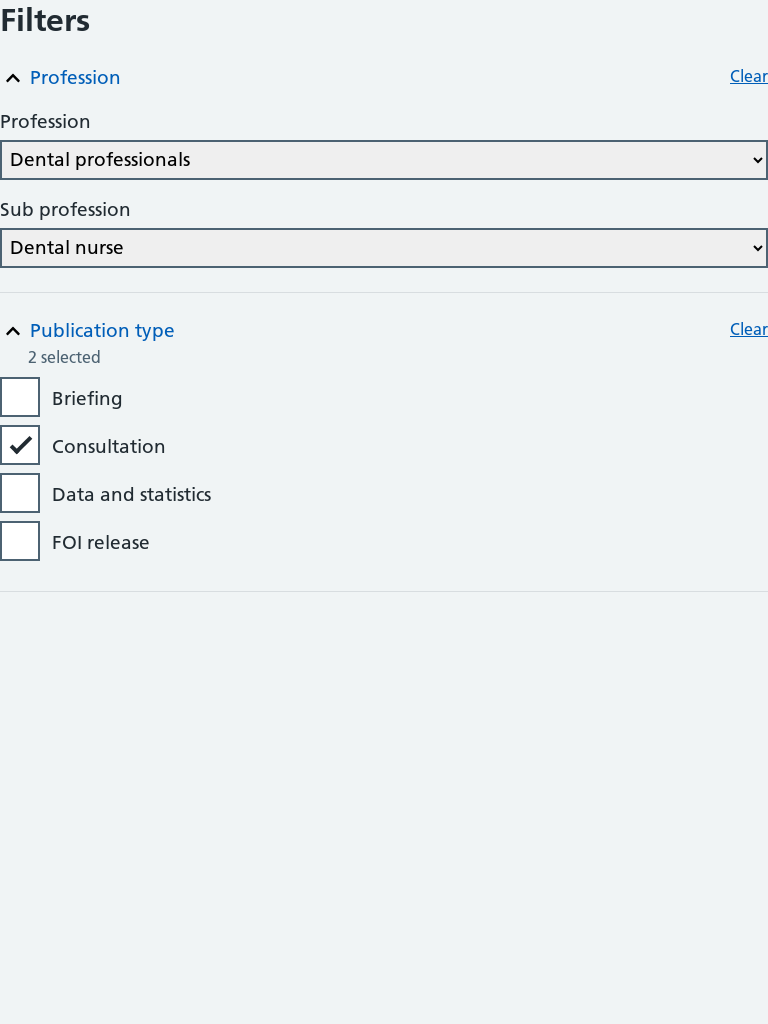 Filters
Profession
Clear
Profession
Dental professionals
Sub profession
Dental nurse
Publication type
Clear
2 selected
Briefing
Consultation
Data and statistics
FOI release